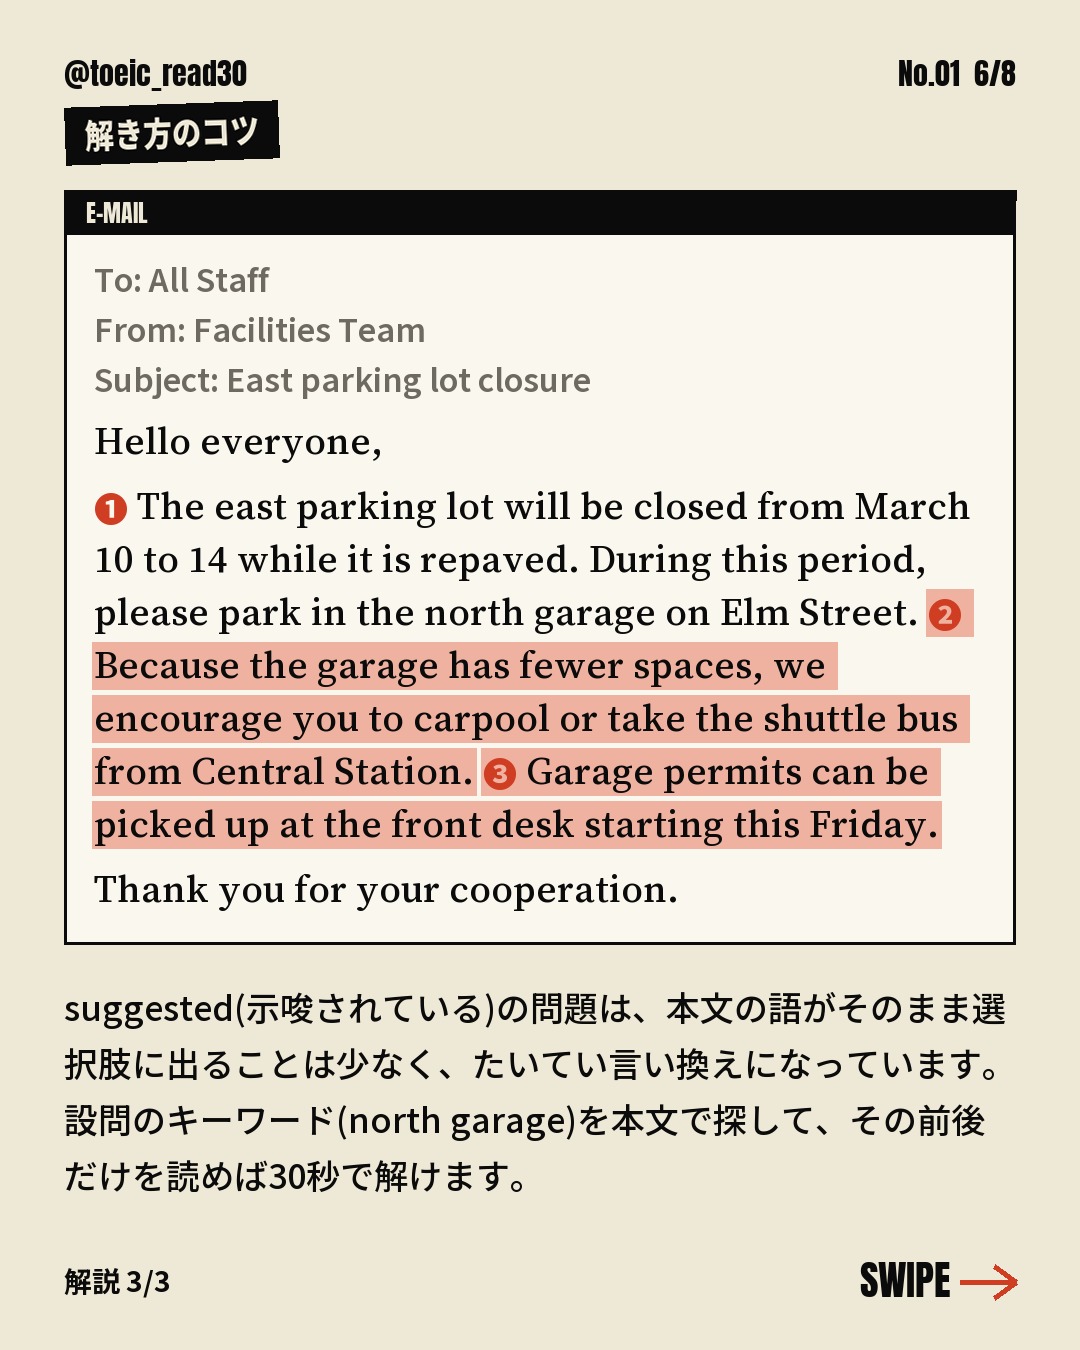 @toeic_read30
No.01 6/8
解き方のコツ
E-MAIL
To: All Staff
From: Facilities Team
Subject: East parking lot closure
Hello everyone,
❶ The east parking lot will be closed from March
10 to 14 while it is repaved. During this period,
please park in the north garage on Elm Street. ❷
Because the garage has fewer spaces, we
encourage you to carpool or take the shuttle bus
from Central Station. ❸ Garage permits can be
picked up at the front desk starting this Friday.
Thank you for your cooperation.
suggested(示唆されている)の問題は、本文の語がそのまま選
択肢に出ることは少なく、たいてい言い換えになっています。
設問のキーワード(north garage)を本文で探して、その前後
だけを読めば30秒で解けます。
解説 3/3
SWIPE